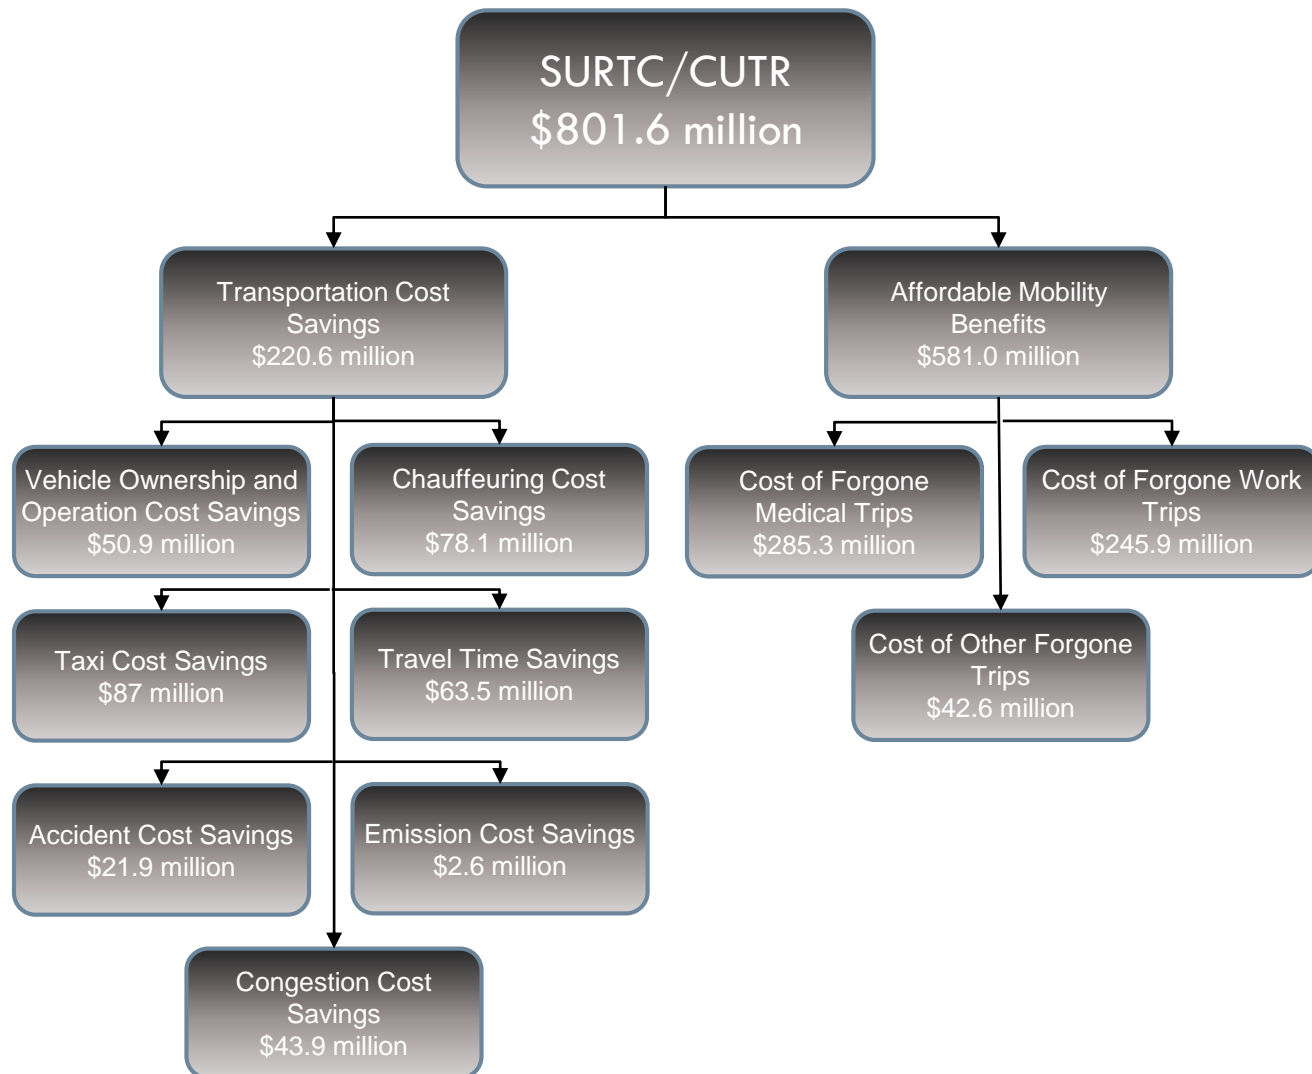 SURTC/CUTR
$801.6 million
Transportation Cost
Savings
$220.6 million
Affordable Mobility
Benefits
$581.0 million
Vehicle Ownership and
Operation Cost Savings
$50.9 million
Chauffeuring Cost
Savings
$78.1 million
Cost of Forgone
Medical Trips
$285.3 million
Cost of Forgone Work
Trips
$245.9 million
Taxi Cost Savings
$87 million
Travel Time Savings
$63.5 million
Cost of Other Forgone
Trips
$42.6 million
Accident Cost Savings
$21.9 million
Emission Cost Savings
$2.6 million
Congestion Cost
Savings
$43.9 million